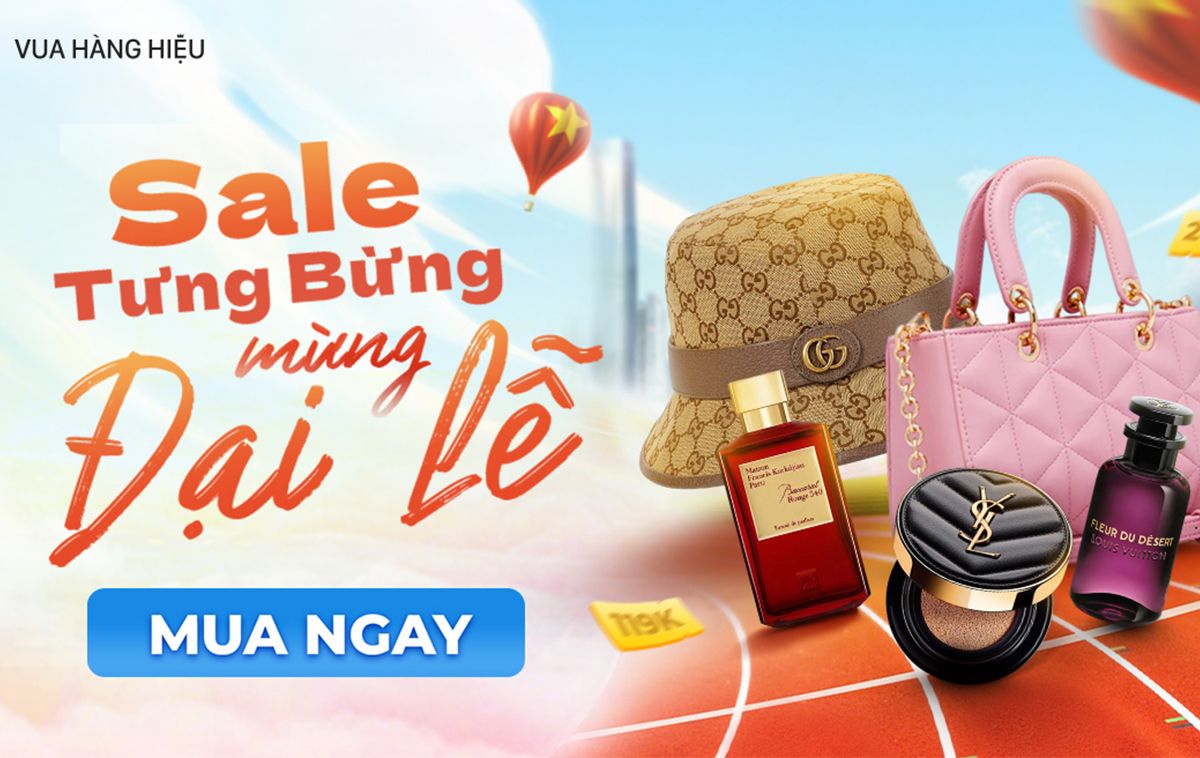 VUA HÀNG HIỆU
Sale
Tưng Bừng
mừng
Đại Lễ
MUA NGAY
119K
Maison
Francis Kurkdjian
Paris
Baccarat
Rouge 540
Extrait de parfum
YSL
FLEUR DU DÉSERT
LOUIS VUITTON